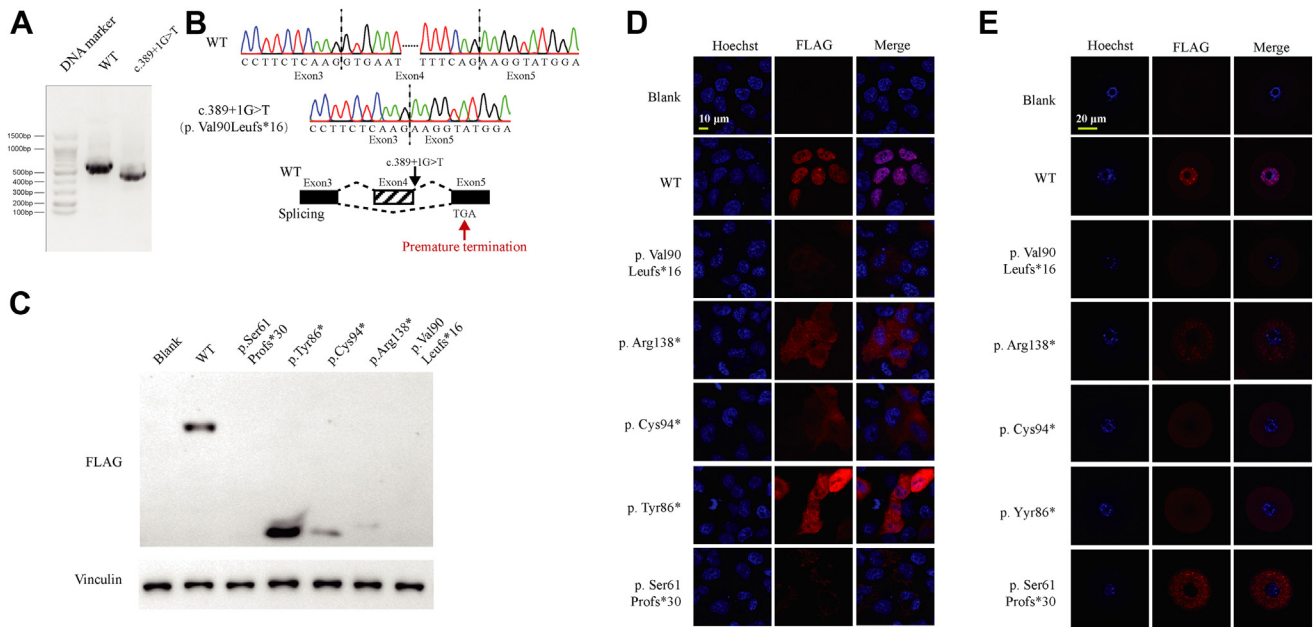 A
DNA marker
WT
c.389+1G>T
1500bp
1000bp
500bp
400bp
300bp
200bp
100bp
B
WT
CCTTCTCAAGGTGAAT
......
TTTCAGAAGGTATGGA
Exon3
Exon4
Exon5
c.389+1G>T
(p. Val90Leufs*16)
CCTTCTCAAGAAGGTATGGA
Exon3
Exon5
c.389+1G>T
WT
Exon3
Exon4
Exon5
Splicing
TGA
Premature termination
C
Blank
WT
p.Ser61
Profs*30
p.Tyr86*
p.Cys94*
p.Arg138*
p.Val90
Leufs*16
FLAG
Vinculin
D
Hoechst
FLAG
Merge
Blank
10 μm
WT
p. Val90
Leufs*16
p. Arg138*
p. Cys94*
p. Tyr86*
p. Ser61
Profs*30
E
Hoechst
FLAG
Merge
Blank
20 μm
WT
p. Val90
Leufs*16
p. Arg138*
p. Cys94*
p. Yyr86*
p. Ser61
Profs*30